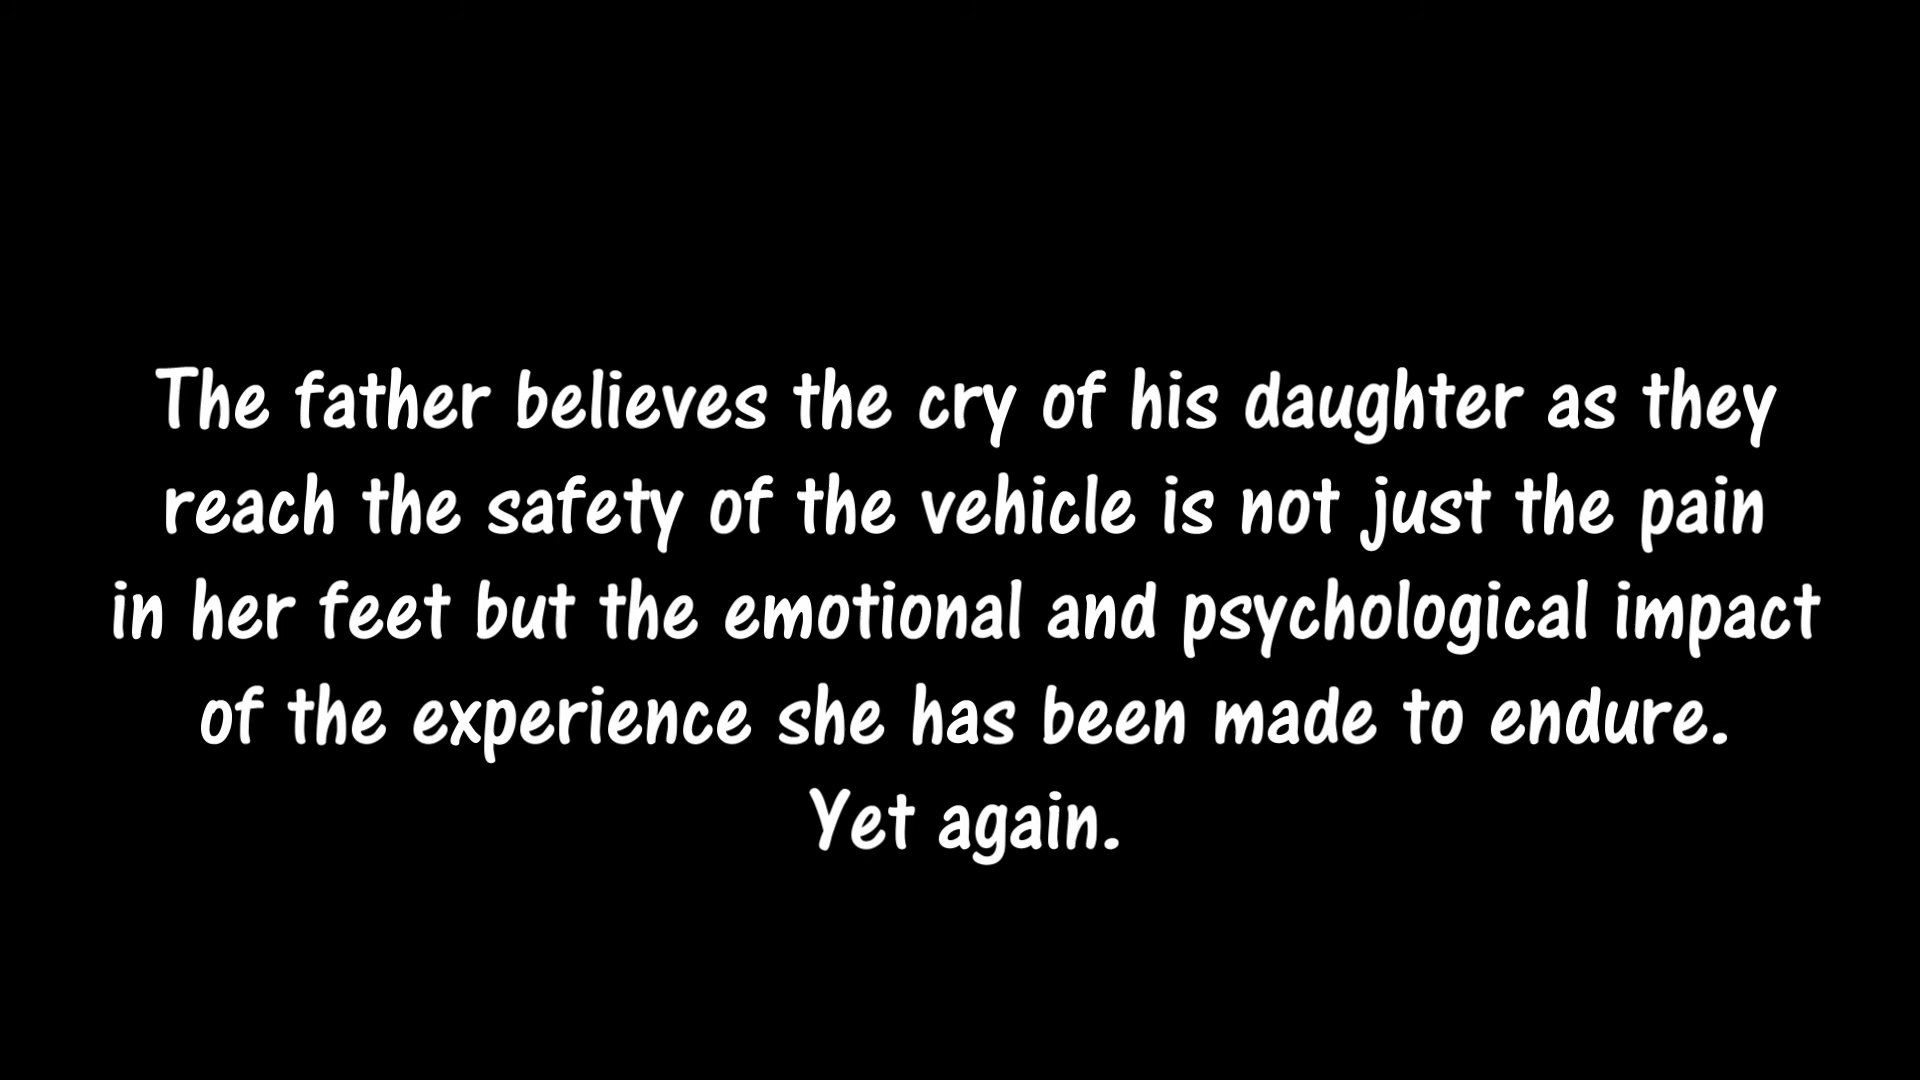 The father believes the cry of his daughter as they
reach the safety of the vehicle is not just the pain
in her feet but the emotional and psychological impact
of the experience she has been made to endure.
Yet again.